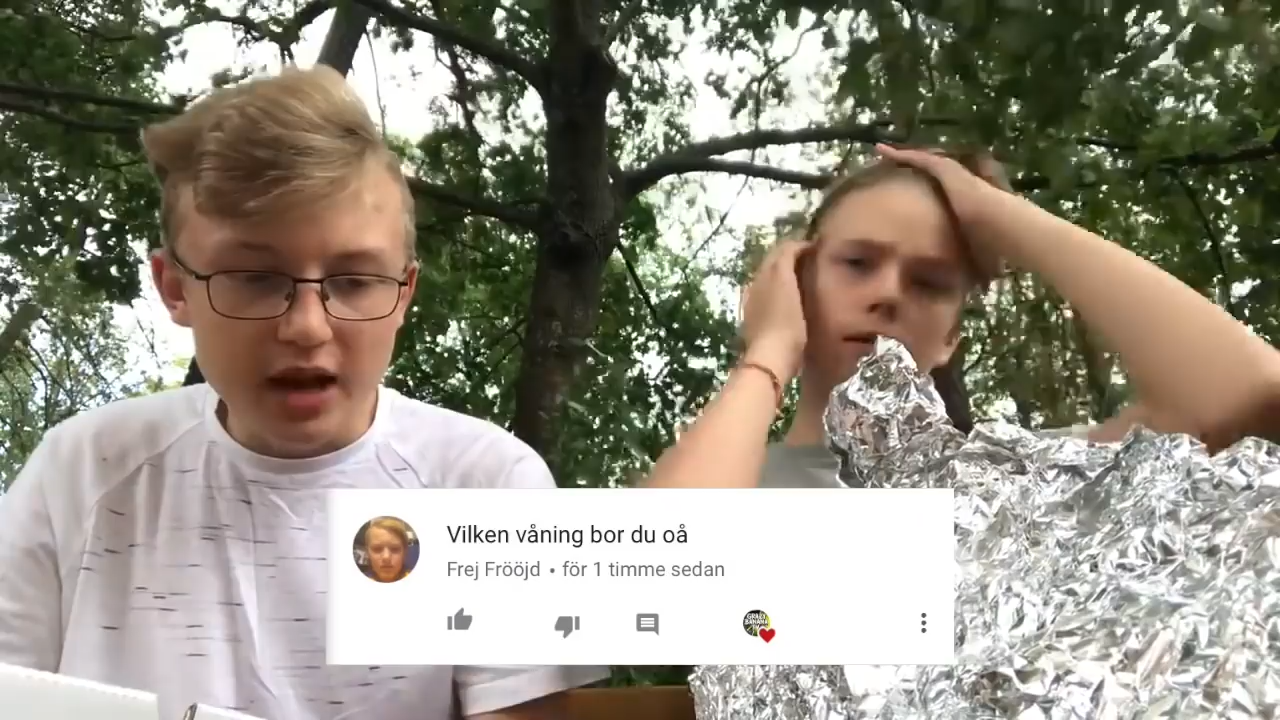 Vilken våning bor du oå
Frej Frööjd • för 1 timme sedan